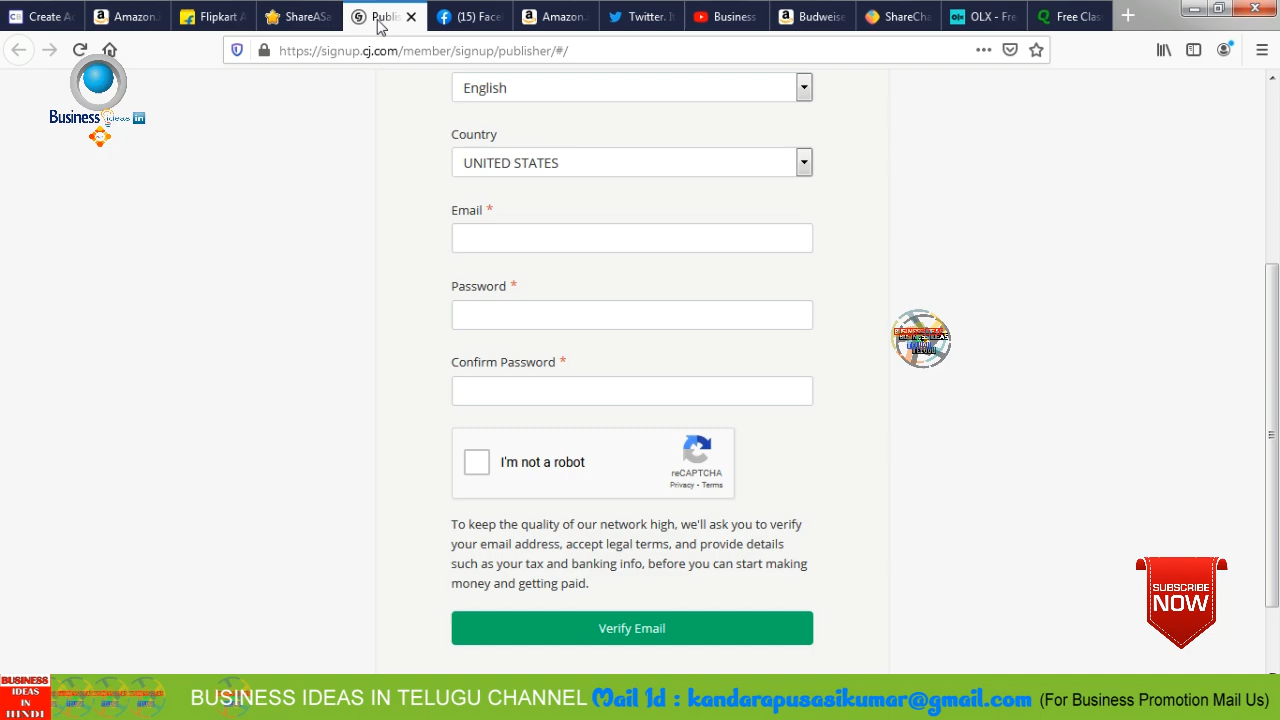 Create A
Amazon.
Flipkart A
ShareASa
Publis
(15) Face
Amazon.
Twitter. I
Business
Budweise
ShareCha
OLX - Fre
Free Clas
https://signup.cj.com/member/signup/publisher/#/
Business ideas in
English
Country
UNITED STATES
Email *
Password *
Confirm Password *
I'm not a robot
reCAPTCHA
Privacy - Terms
To keep the quality of our network high, we'll ask you to verify
your email address, accept legal terms, and provide details
such as your tax and banking info, before you can start making
money and getting paid.
Verify Email
SUBSCRIBE
NOW
BUSINESS
IDEAS
IN
HINDI
BUSINESS IDEAS IN TELUGU CHANNEL Mail Id : kandarapusasikumar@gmail.com (For Business Promotion Mail Us)